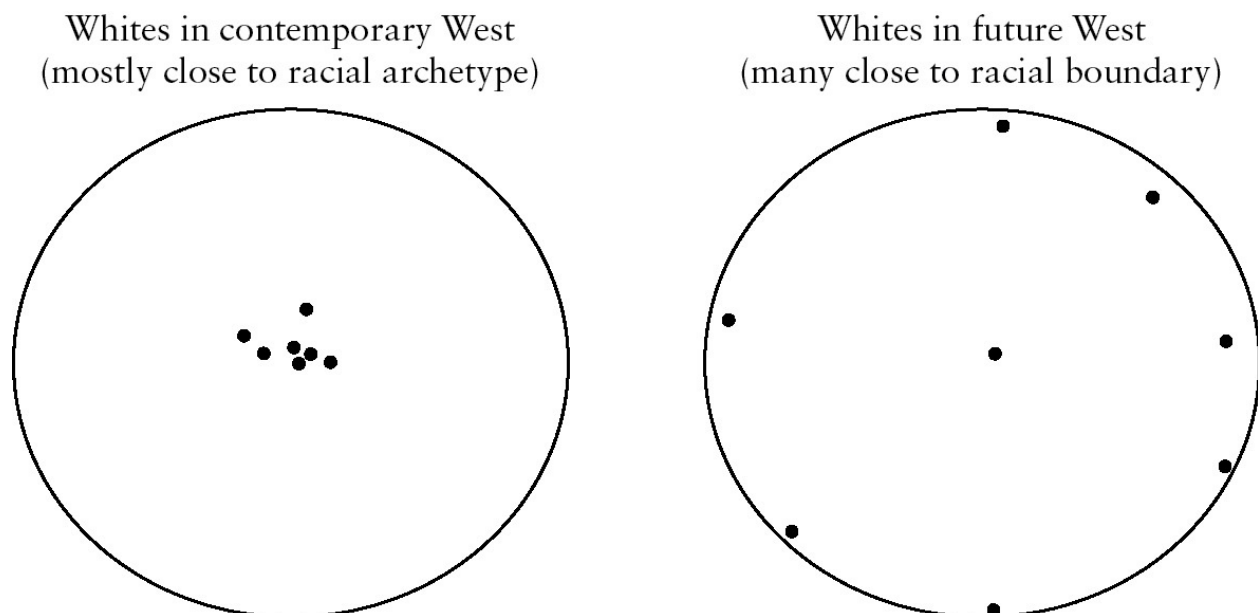 Whites in contemporary West
(mostly close to racial archetype)
Whites in future West
(many close to racial boundary)